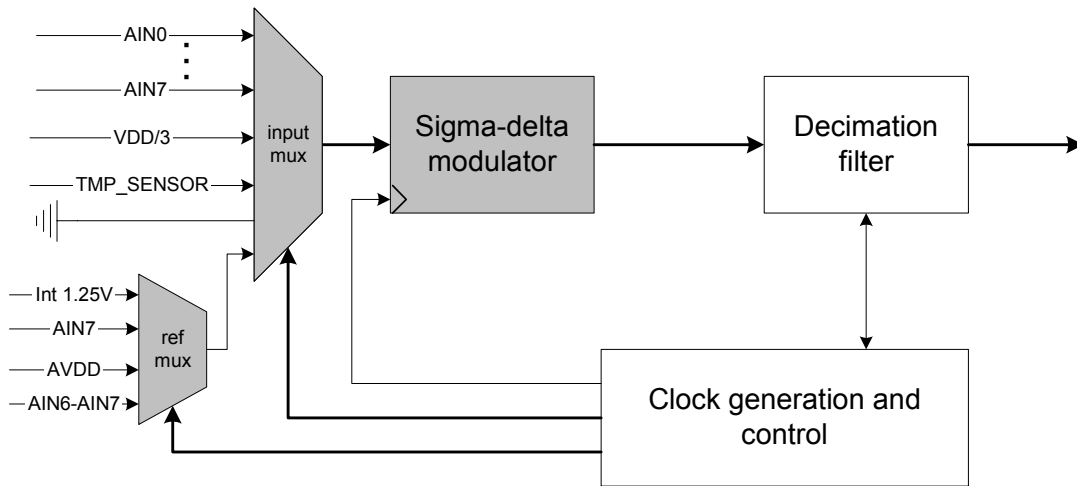 AIN0
AIN7
VDD/3
TMP_SENSOR
input
mux
Sigma-delta
modulator
Decimation
filter
Int 1.25V
AIN7
AVDD
AIN6-AIN7
ref
mux
Clock generation and
control